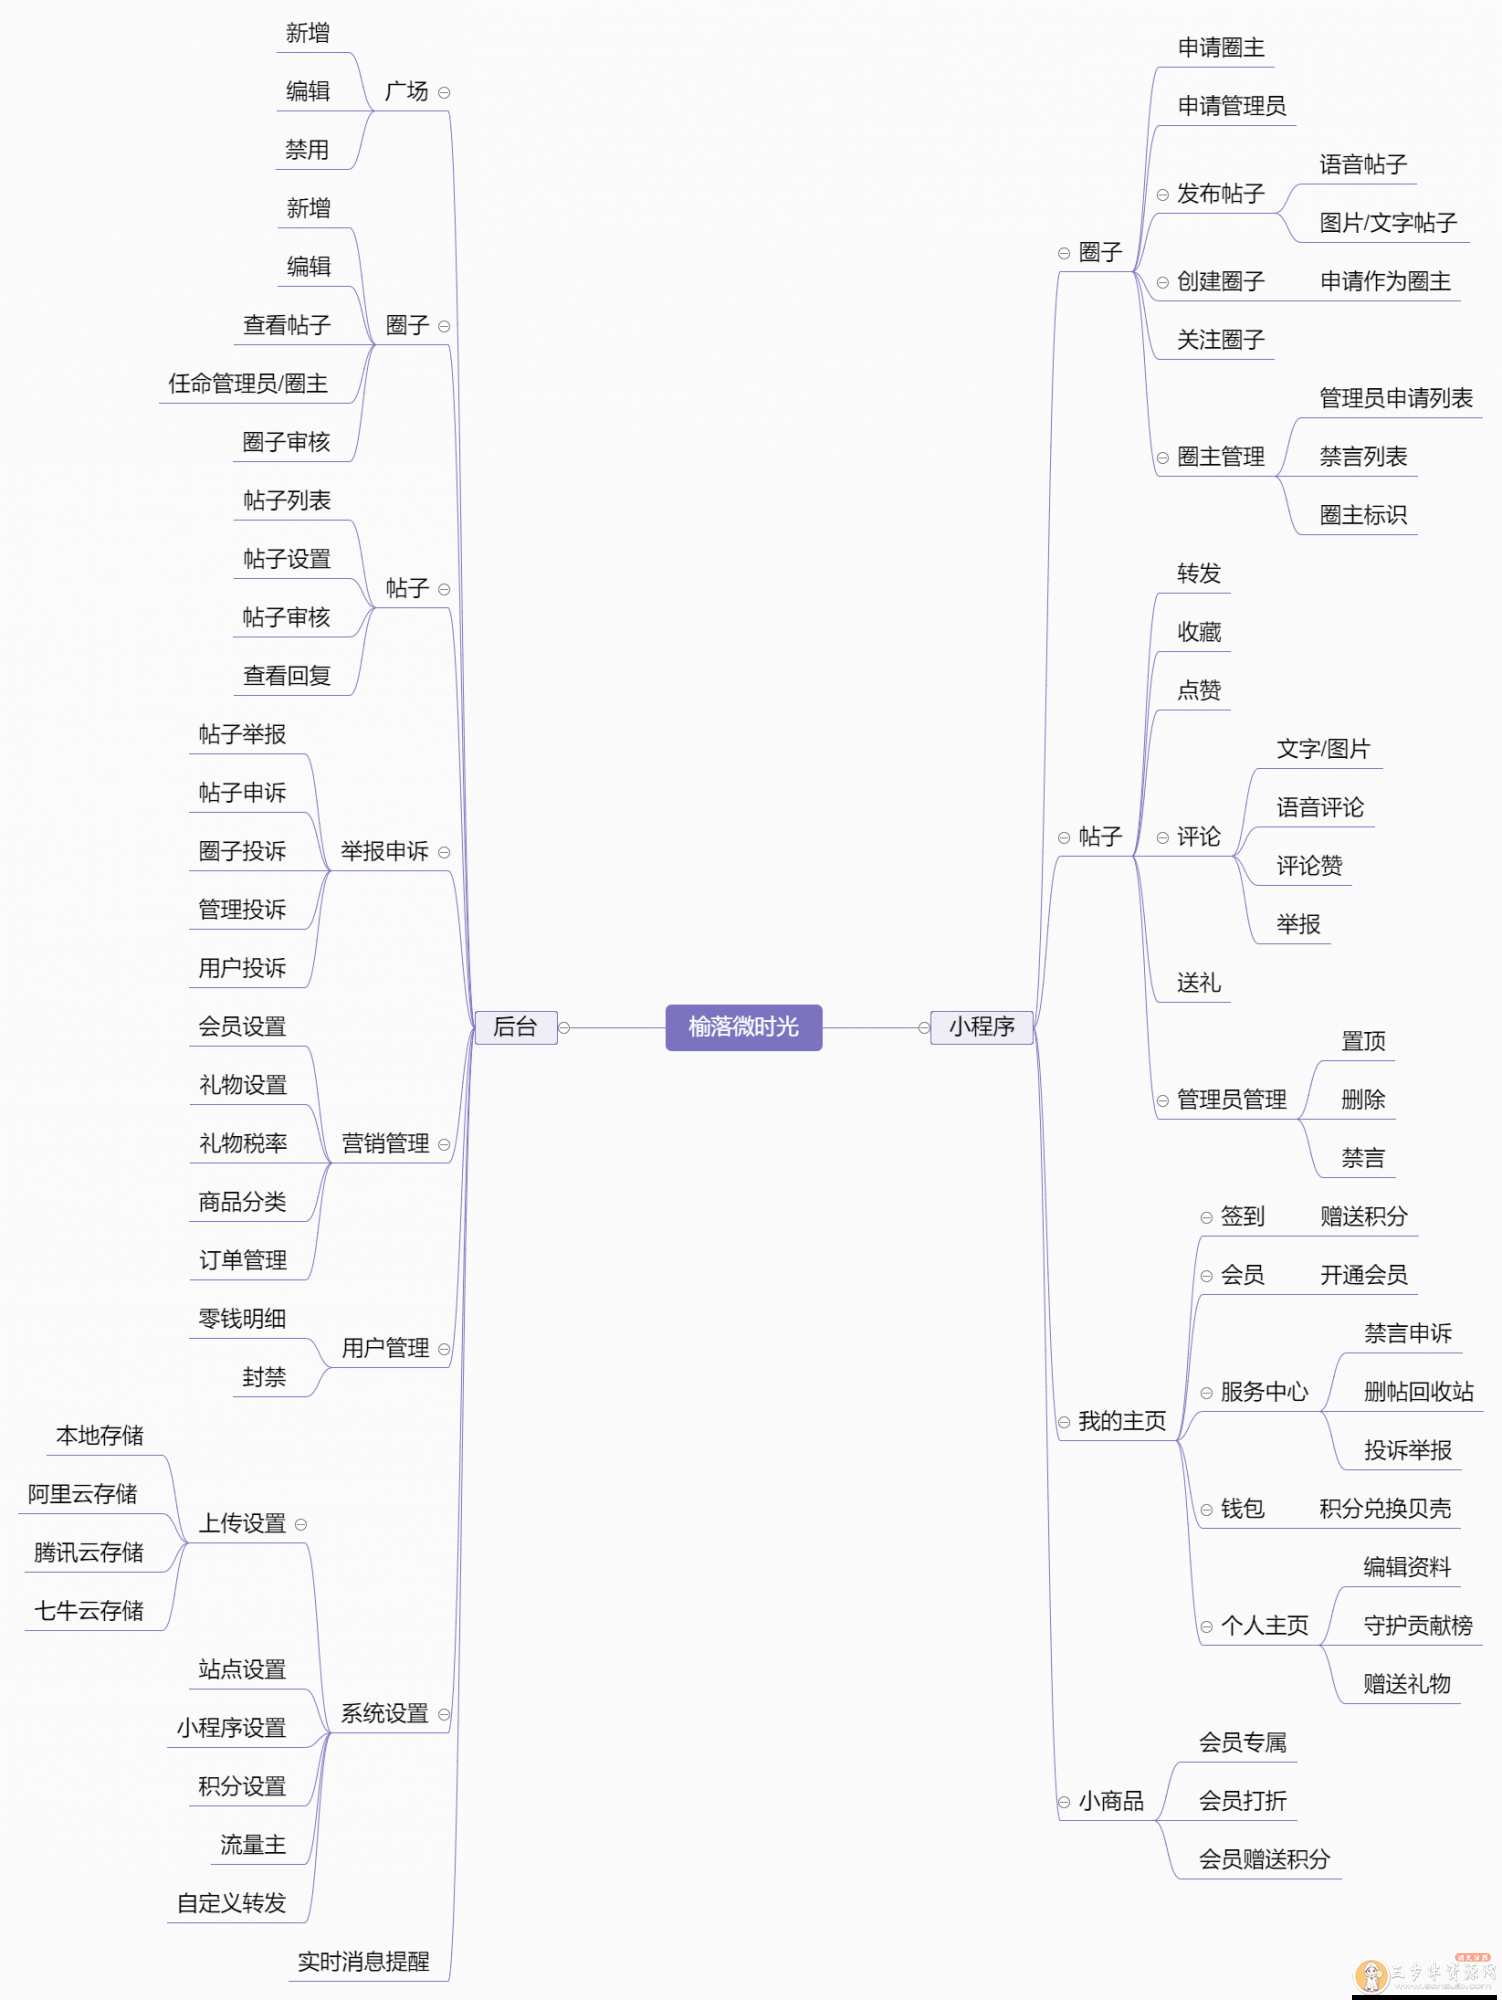 榆落微时光
后台
广场
新增
编辑
禁用
圈子
新增
编辑
查看帖子
任命管理员/圈主
圈子审核
帖子
帖子列表
帖子设置
帖子审核
查看回复
举报申诉
帖子举报
帖子申诉
圈子投诉
管理投诉
用户投诉
营销管理
会员设置
礼物设置
礼物税率
商品分类
订单管理
用户管理
零钱明细
封禁
系统设置
上传设置
本地存储
阿里云存储
腾讯云存储
七牛云存储
站点设置
小程序设置
积分设置
流量主
自定义转发
实时消息提醒
小程序
圈子
申请圈主
申请管理员
发布帖子
语音帖子
图片/文字帖子
创建圈子
申请作为圈主
关注圈子
圈主管理
管理员申请列表
禁言列表
圈主标识
帖子
转发
收藏
点赞
评论
文字/图片
语音评论
评论赞
举报
送礼
管理员管理
置顶
删除
禁言
我的主页
签到
赠送积分
会员
开通会员
服务中心
禁言申诉
删帖回收站
投诉举报
钱包
积分兑换贝壳
个人主页
编辑资料
守护贡献榜
赠送礼物
小商品
会员专属
会员打折
会员赠送积分